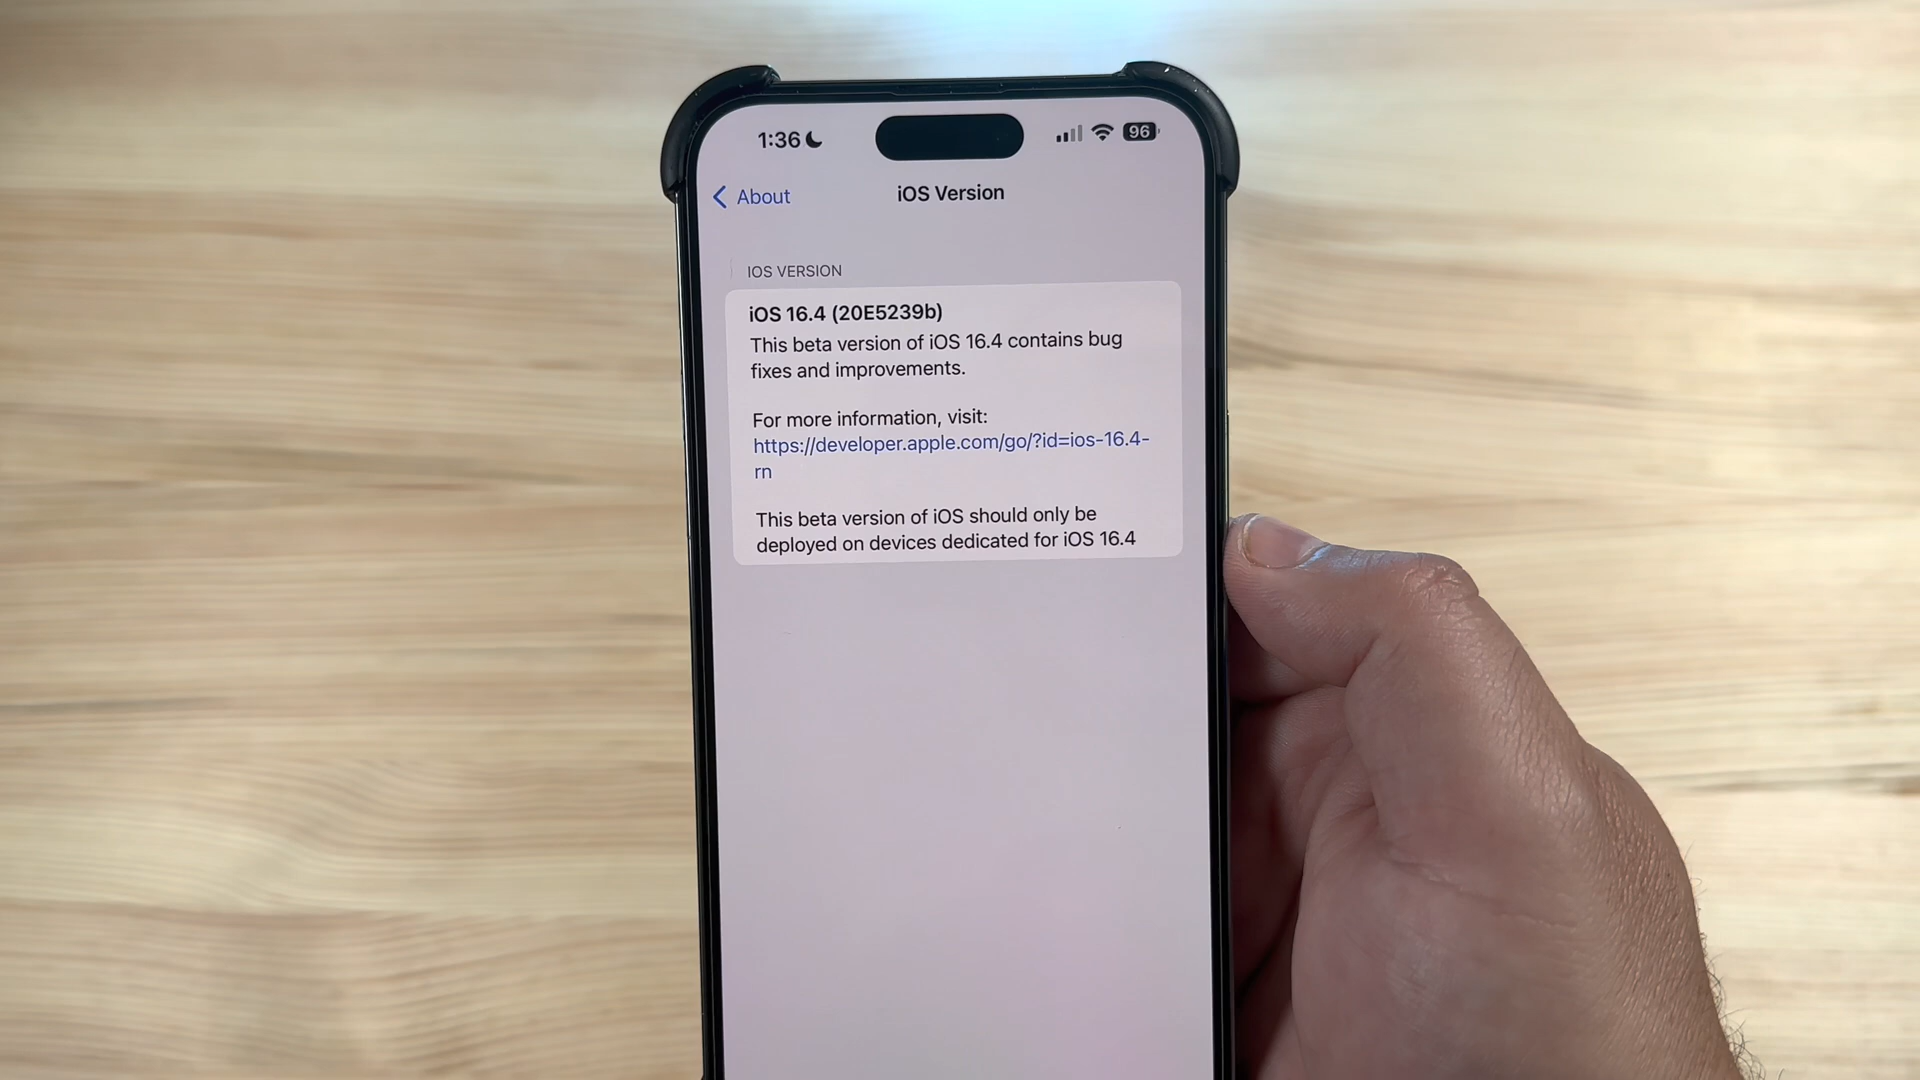 1:36
96
About
iOS Version
IOS VERSION
iOS 16.4 (20E5239b)
This beta version of iOS 16.4 contains bug
fixes and improvements.
For more information, visit:
https://developer.apple.com/go/?id=ios-16.4-
rn
This beta version of iOS should only be
deployed on devices dedicated for iOS 16.4